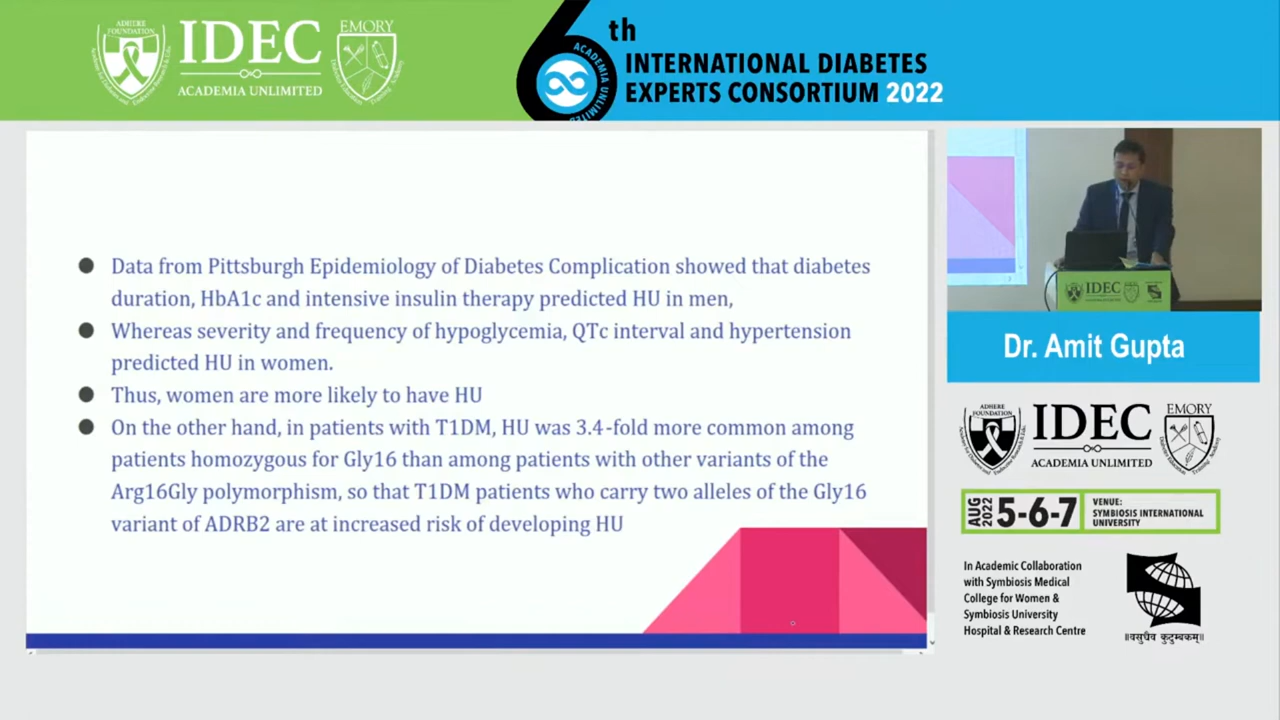 ADHERE
FOUNDATION
IDEC
ACADEMIA UNLIMITED
EMORY
6th
ACADEMIA UNLIMITED
INTERNATIONAL DIABETES
EXPERTS CONSORTIUM 2022
● Data from Pittsburgh Epidemiology of Diabetes Complication showed that diabetes
duration, HbA1c and intensive insulin therapy predicted HU in men,
● Whereas severity and frequency of hypoglycemia, QTc interval and hypertension
predicted HU in women.
● Thus, women are more likely to have HU
● On the other hand, in patients with T1DM, HU was 3.4-fold more common among
patients homozygous for Gly16 than among patients with other variants of the
Arg16Gly polymorphism, so that T1DM patients who carry two alleles of the Gly16
variant of ADRB2 are at increased risk of developing HU
IDEC
Dr. Amit Gupta
ADHERE
FOUNDATION
IDEC
ACADEMIA UNLIMITED
EMORY
AUG
2022
5-6-7
VENUE:
SYMBIOSIS INTERNATIONAL
UNIVERSITY
In Academic Collaboration
with Symbiosis Medical
College for Women &
Symbiosis University
Hospital & Research Centre
॥वसुधैव कुटुम्बकम्॥